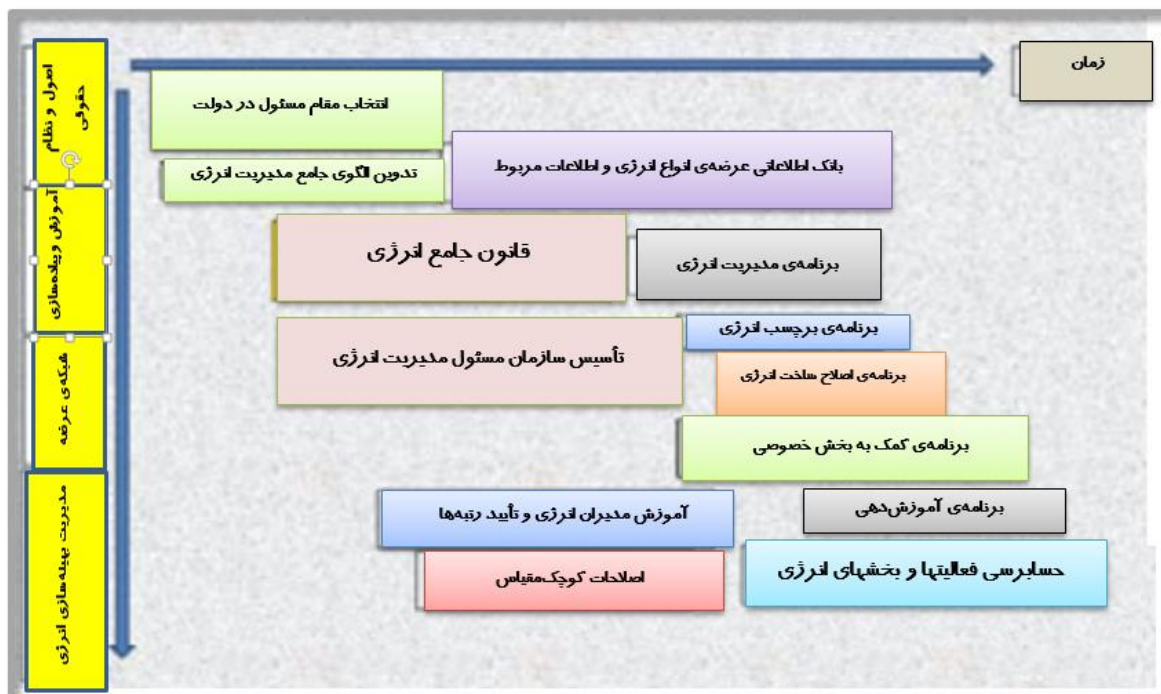 زمان
اصول و نظام
حقوقی
آموزش و پیاده‌سازی
شبکه‌ی عرضه
مدیریت بهینه‌سازی انرژی
انتخاب مقام مسئول در دولت
تدوین الگوی جامع مدیریت انرژی
بانک اطلاعاتی عرضه‌ی انواع انرژی و اطلاعات مربوط
قانون جامع انرژی
برنامه‌ی مدیریت انرژی
تأسیس سازمان مسئول مدیریت انرژی
برنامه‌ی برچسب انرژی
برنامه‌ی اصلاح ساخت انرژی
برنامه‌ی کمک به بخش خصوصی
آموزش مدیران انرژی و تأیید رتبه‌ها
برنامه‌ی آموزش‌دهی
اصلاحات کوچک‌مقیاس
حسابرسی فعالیتها و بخشهای انرژی